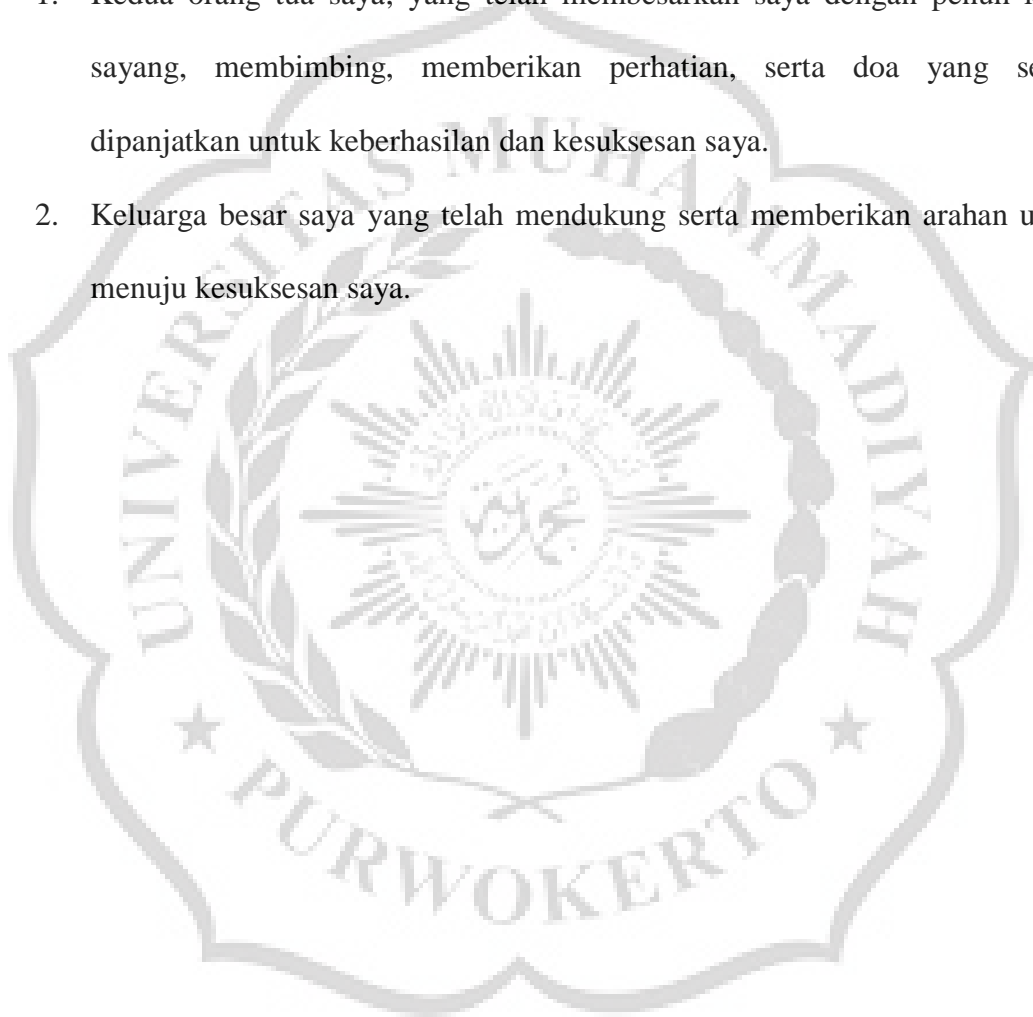 1. Kedua orang tua saya, yang telah membesarkan saya dengan penuh
sayang, membimbing, memberikan perhatian, serta doa yang
dipanjatkan untuk keberhasilan dan kesuksesan saya.
2. Keluarga besar saya yang telah mendukung serta memberikan arahan
menuju kesuksesan saya.
UNIVERSITAS MUHAMMADIYAH
PURWOKERTO